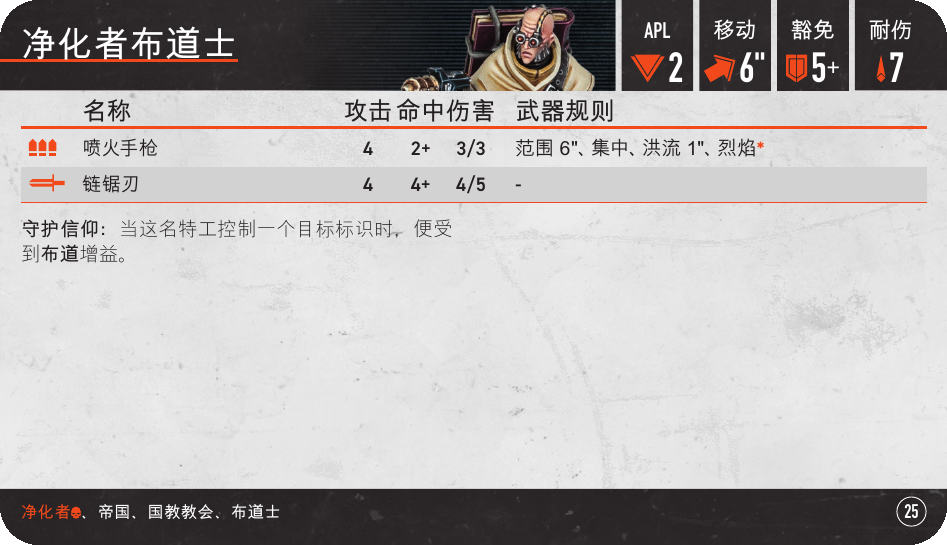 净化者布道士
APL 移动 豁免 耐伤
2 6" 5+ 7
名称 攻击 命中 伤害 武器规则
喷火手枪 4 2+ 3/3 范围 6"、集中、洪流 1"、烈焰*
链锯刃 4 4+ 4/5 -
守护信仰：当这名特工控制一个目标标识时，便受
到布道增益。
净化者、帝国、国教教会、布道士
25